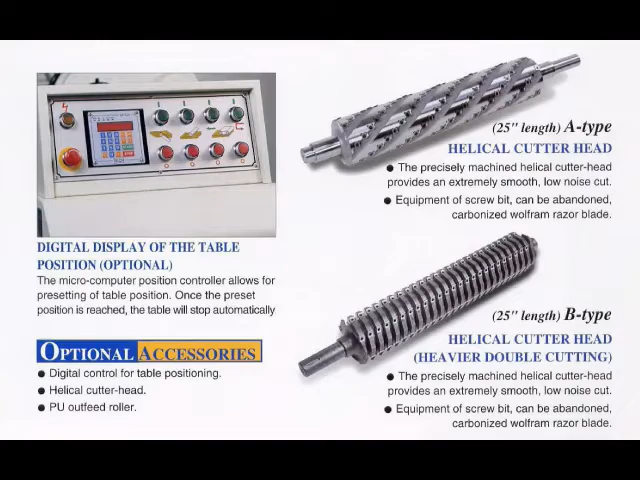 DIGITAL DISPLAY OF THE TABLE
POSITION (OPTIONAL)
The micro-computer position controller allows for
presetting of table position. Once the preset
position is reached, the table will stop automatically
OPTIONAL ACCESSORIES
● Digital control for table positioning.
● Helical cutter-head.
● PU outfeed roller.
(25" length) A-type
HELICAL CUTTER HEAD
● The precisely machined helical cutter-head
provides an extremely smooth, low noise cut.
● Equipment of screw bit, can be abandoned,
carbonized wolfram razor blade.
(25" length) B-type
HELICAL CUTTER HEAD
(HEAVIER DOUBLE CUTTING)
● The precisely machined helical cutter-head
provides an extremely smooth, low noise cut.
● Equipment of screw bit, can be abandoned,
carbonized wolfram razor blade.